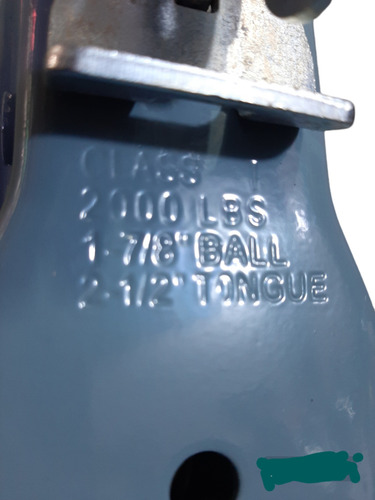 CLASS I
2000 LBS
1-7/8" BALL
2-1/2" TONGUE